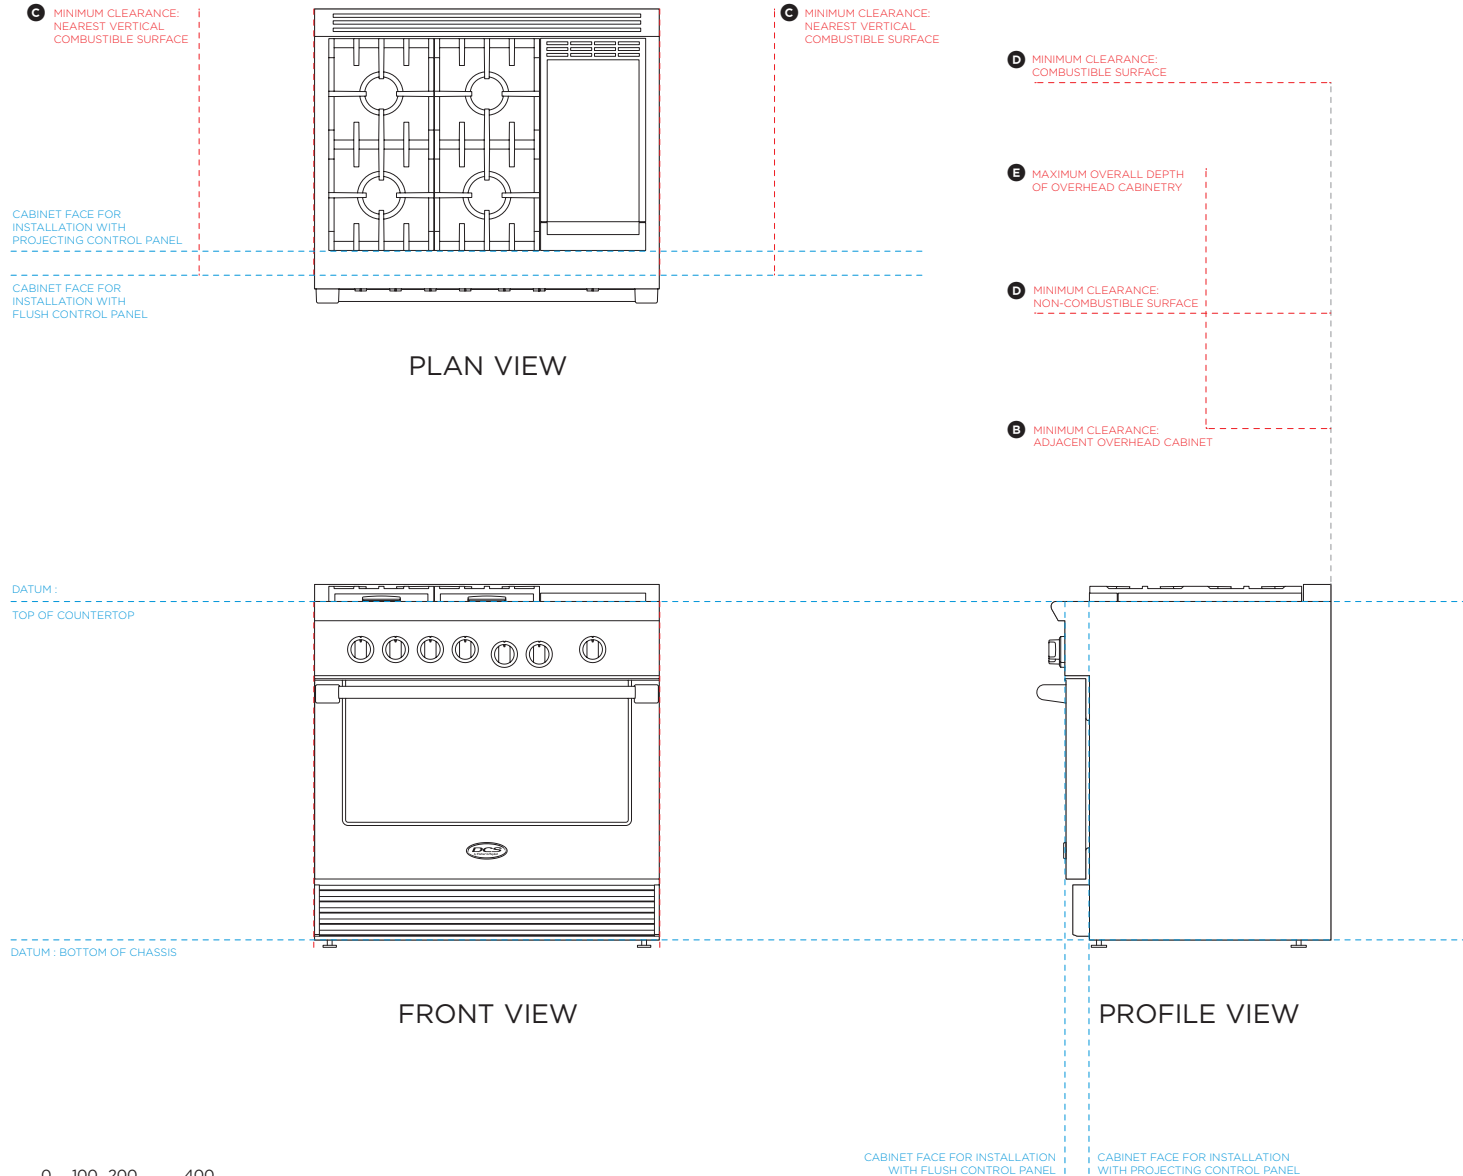 C MINIMUM CLEARANCE:
NEAREST VERTICAL
COMBUSTIBLE SURFACE
C MINIMUM CLEARANCE:
NEAREST VERTICAL
COMBUSTIBLE SURFACE
D MINIMUM CLEARANCE:
COMBUSTIBLE SURFACE
E MAXIMUM OVERALL DEPTH
OF OVERHEAD CABINETRY
CABINET FACE FOR
INSTALLATION WITH
PROJECTING CONTROL PANEL
CABINET FACE FOR
INSTALLATION WITH
FLUSH CONTROL PANEL
D MINIMUM CLEARANCE:
NON-COMBUSTIBLE SURFACE
PLAN VIEW
B MINIMUM CLEARANCE:
ADJACENT OVERHEAD CABINET
DATUM :
TOP OF COUNTERTOP
DCS
DATUM : BOTTOM OF CHASSIS
FRONT VIEW
PROFILE VIEW
CABINET FACE FOR INSTALLATION
WITH FLUSH CONTROL PANEL
CABINET FACE FOR INSTALLATION
WITH PROJECTING CONTROL PANEL
0 100 200 400